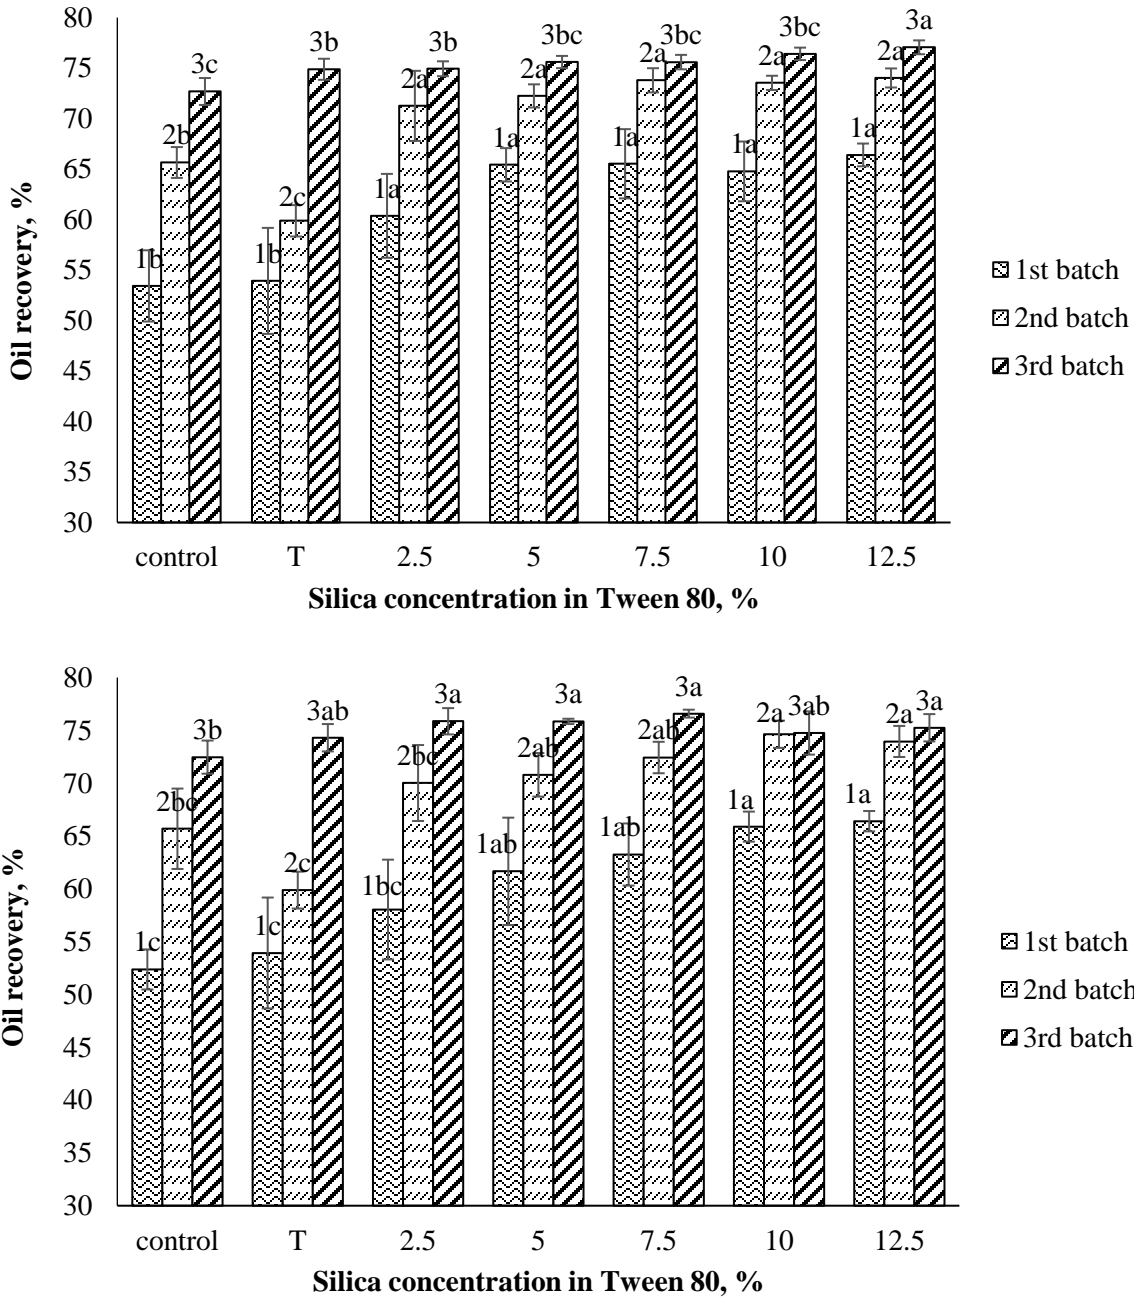 80
75
70
65
60
55
50
45
40
35
30
Oil recovery, %
1b 2b 3c
1b 2c 3b
1a 2a 3b
1a 2a 3bc
1a 2a 3bc
1a 2a 3bc
1a 2a 3a
control T 2.5 5 7.5 10 12.5
Silica concentration in Tween 80, %
1st batch
2nd batch
3rd batch
80
75
70
65
60
55
50
45
40
35
30
Oil recovery, %
1c 2bc 3b
1c 2c 3ab
1bc 2bc 3a
1ab 2ab 3a
1ab 2ab 3a
1a 2a 3ab
1a 2a 3a
control T 2.5 5 7.5 10 12.5
Silica concentration in Tween 80, %
1st batch
2nd batch
3rd batch